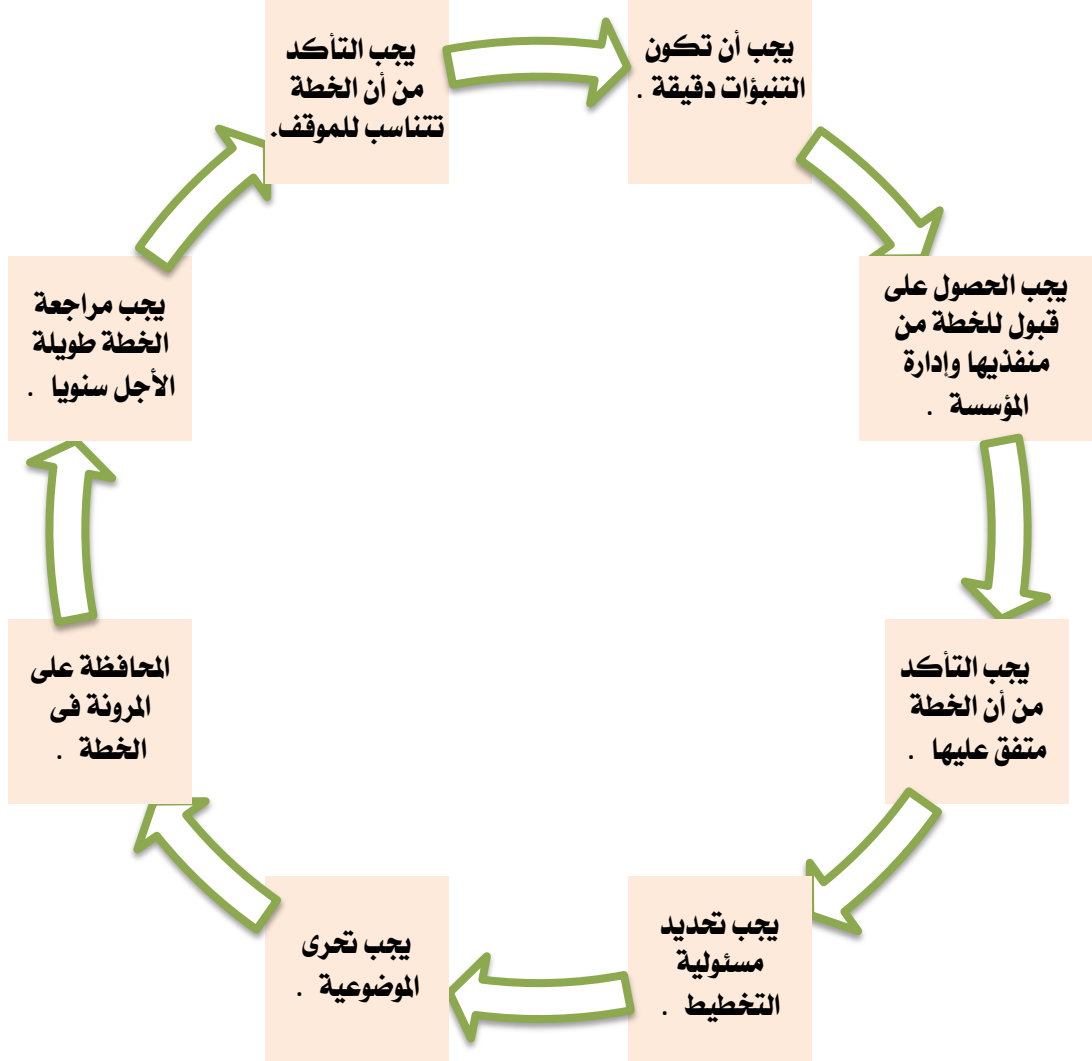 يجب أن تكون
التنبؤات دقيقة .
يجب الحصول على
قبول للخطة من
منفذيها وإدارة
المؤسسة .
يجب التأكد
من أن الخطة
متفق عليها .
يجب تحديد
مسئولية
التخطيط .
يجب تحرى
الموضوعية .
المحافظة على
المرونة فى
الخطة .
يجب مراجعة
الخطة طويلة
الأجل سنويا .
يجب التأكد
من أن الخطة
تتناسب للموقف.